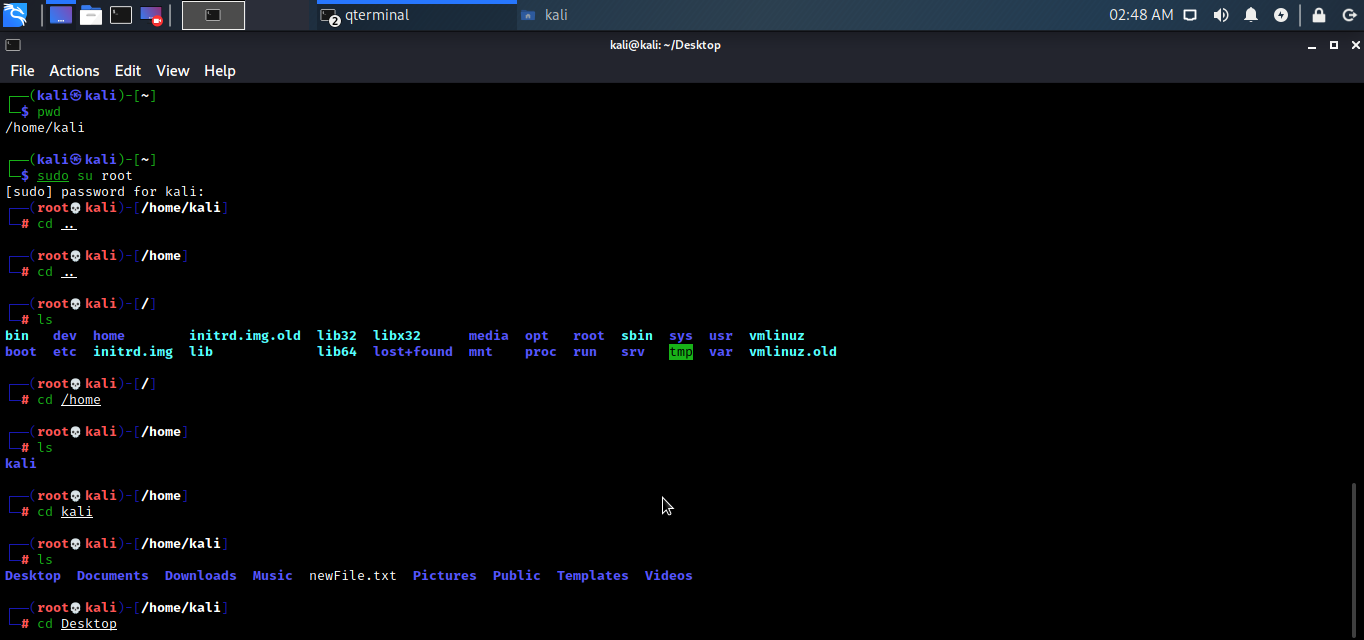 2 qterminal kali 02:48 AM
kali@kali: ~/Desktop
File Actions Edit View Help
┌──(kali㉿kali)-[~]
└─$ pwd
/home/kali
┌──(kali㉿kali)-[~]
└─$ sudo su root
[sudo] password for kali:
┌──(root💀kali)-[/home/kali]
└─# cd ..
┌──(root💀kali)-[/home]
└─# cd ..
┌──(root💀kali)-[/]
└─# ls
bin dev home initrd.img.old lib32 libx32 media opt root sbin sys usr vmlinuz
boot etc initrd.img lib lib64 lost+found mnt proc run srv tmp var vmlinuz.old
┌──(root💀kali)-[/]
└─# cd /home
┌──(root💀kali)-[/home]
└─# ls
kali
┌──(root💀kali)-[/home]
└─# cd kali
┌──(root💀kali)-[/home/kali]
└─# ls
Desktop Documents Downloads Music newFile.txt Pictures Public Templates Videos
┌──(root💀kali)-[/home/kali]
└─# cd Desktop